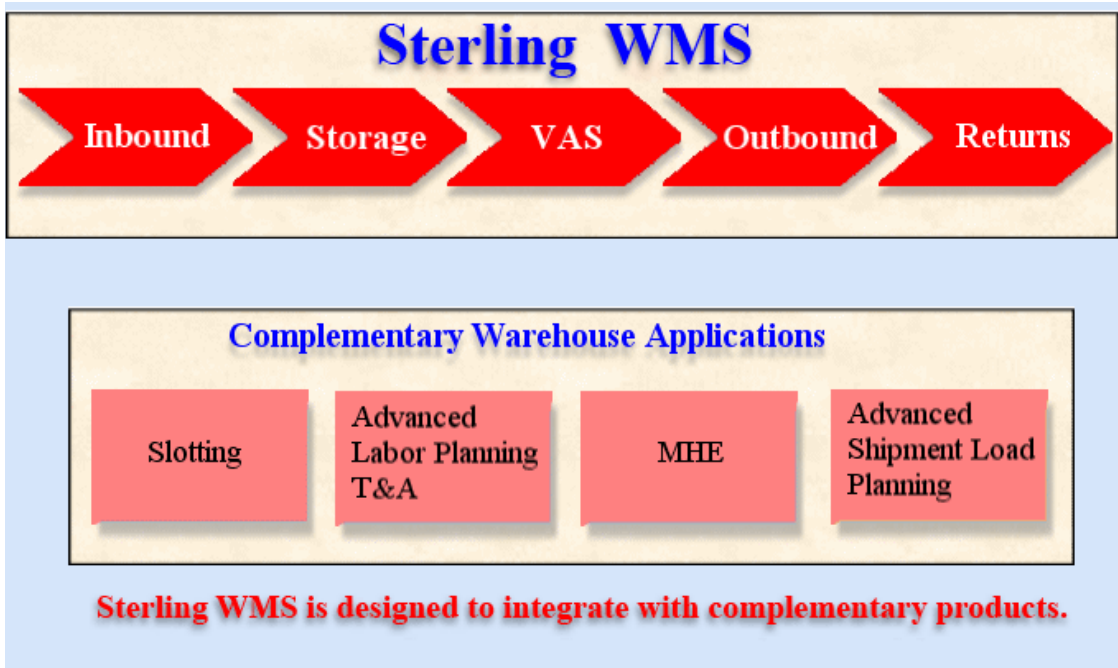 Sterling WMS
Inbound
Storage
VAS
Outbound
Returns
Complementary Warehouse Applications
Slotting
Advanced
Labor Planning
T&A
MHE
Advanced
Shipment Load
Planning
Sterling WMS is designed to integrate with complementary products.